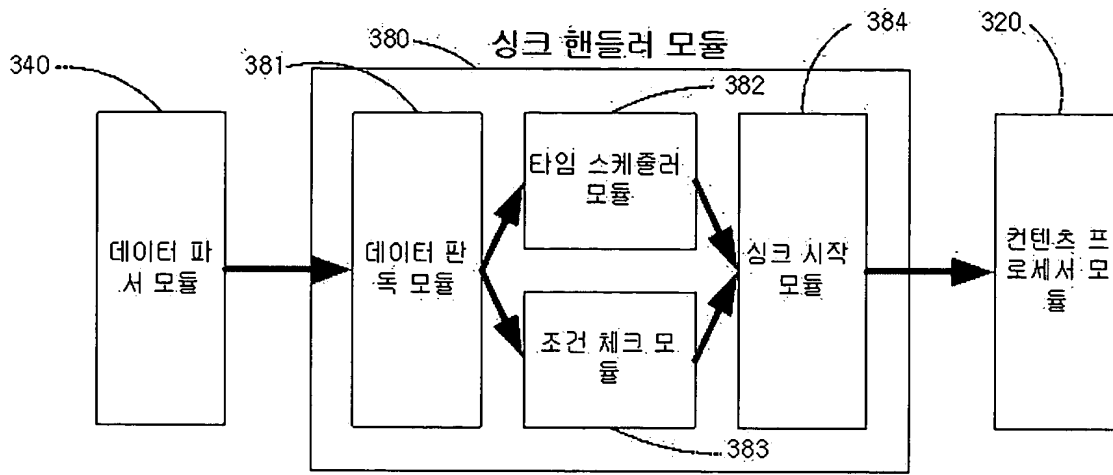 싱크 핸들러 모듈
340
381
380
382
384
320
데이터 파
서 모듈
데이터 판
독 모듈
타임 스케쥴러
모듈
조건 체크 모
듈
383
싱크 시작
모듈
컨텐츠 프
로세서 모
듈